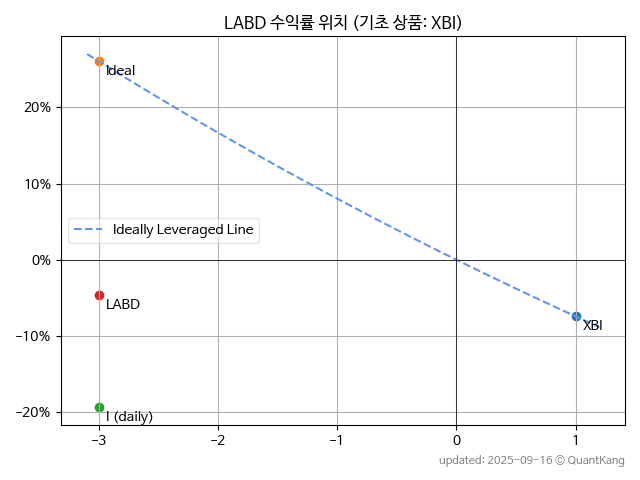 LABD 수익률 위치 (기초 상품: XBI)
Ideal
20%
10%
Ideally Leveraged Line
0%
LABD
-10%
XBI
-20%
I (daily)
-3
-2
-1
0
1
updated: 2025-09-16 © QuantKang